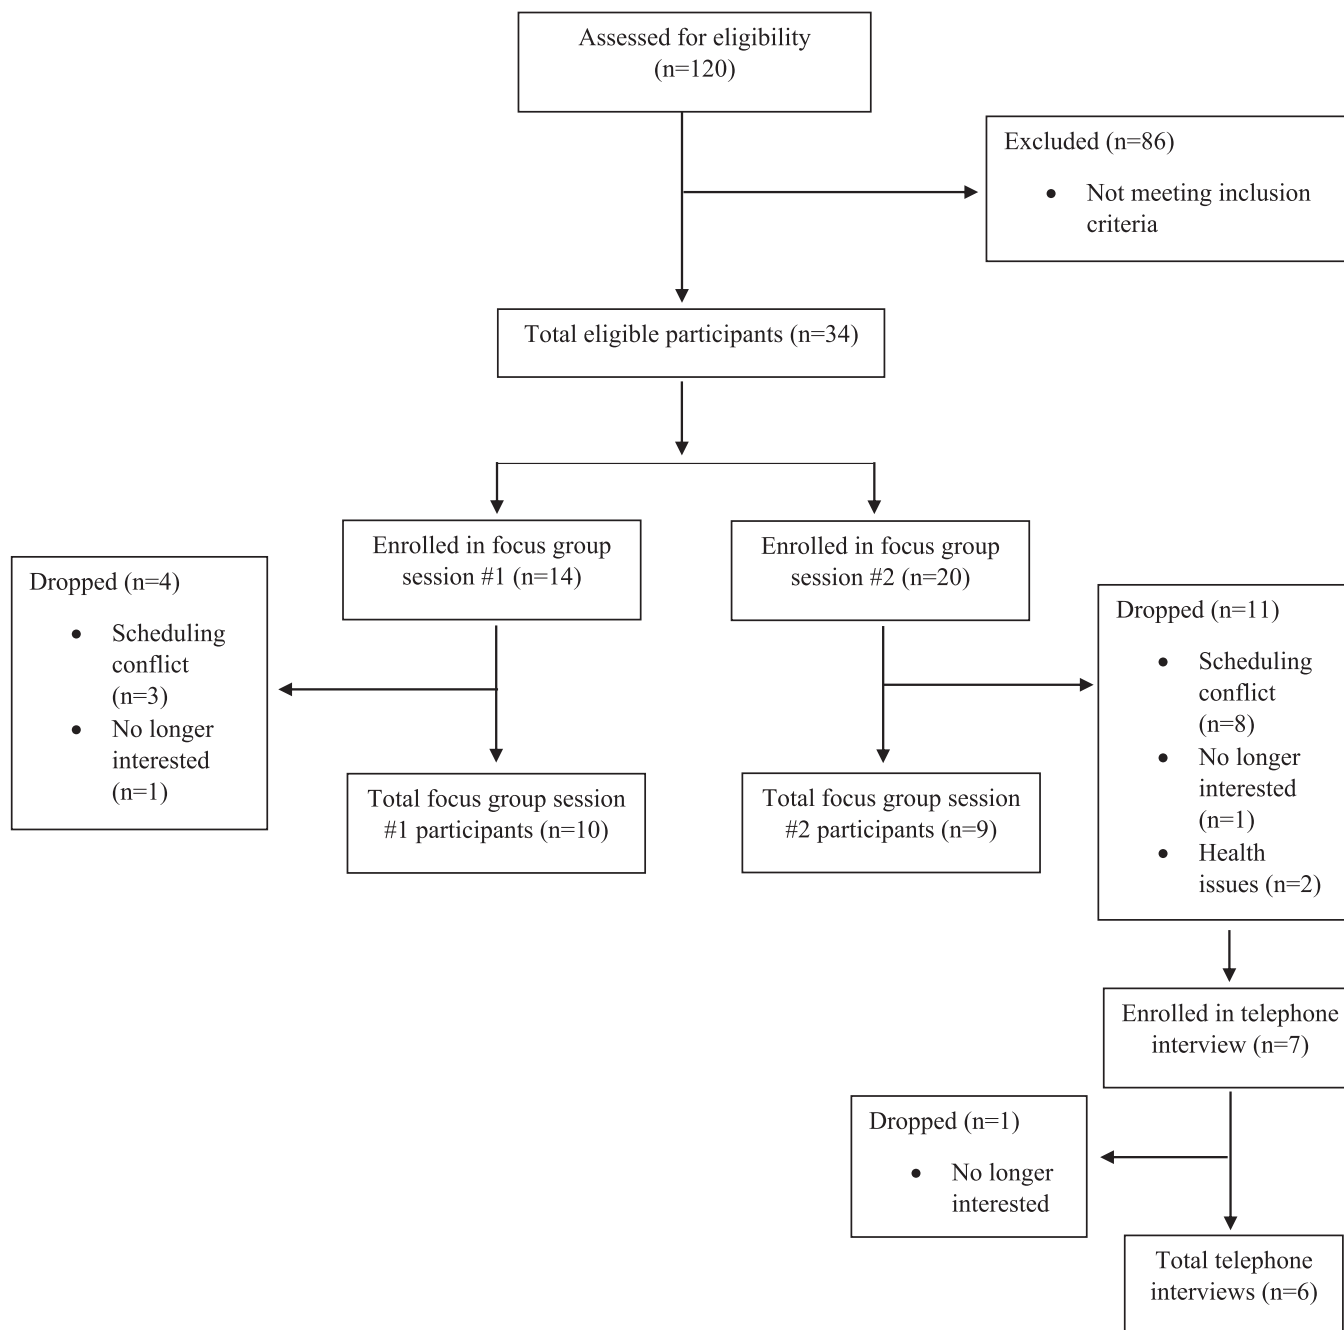 Assessed for eligibility
(n=120)
Excluded (n=86)
• Not meeting inclusion
criteria
Total eligible participants (n=34)
Enrolled in focus group
session #1 (n=14)
Enrolled in focus group
session #2 (n=20)
Dropped (n=4)
• Scheduling
conflict
(n=3)
• No longer
interested
(n=1)
Dropped (n=11)
• Scheduling
conflict
(n=8)
• No longer
interested
(n=1)
• Health
issues (n=2)
Total focus group session
#1 participants (n=10)
Total focus group session
#2 participants (n=9)
Enrolled in telephone
interview (n=7)
Dropped (n=1)
• No longer
interested
Total telephone
interviews (n=6)